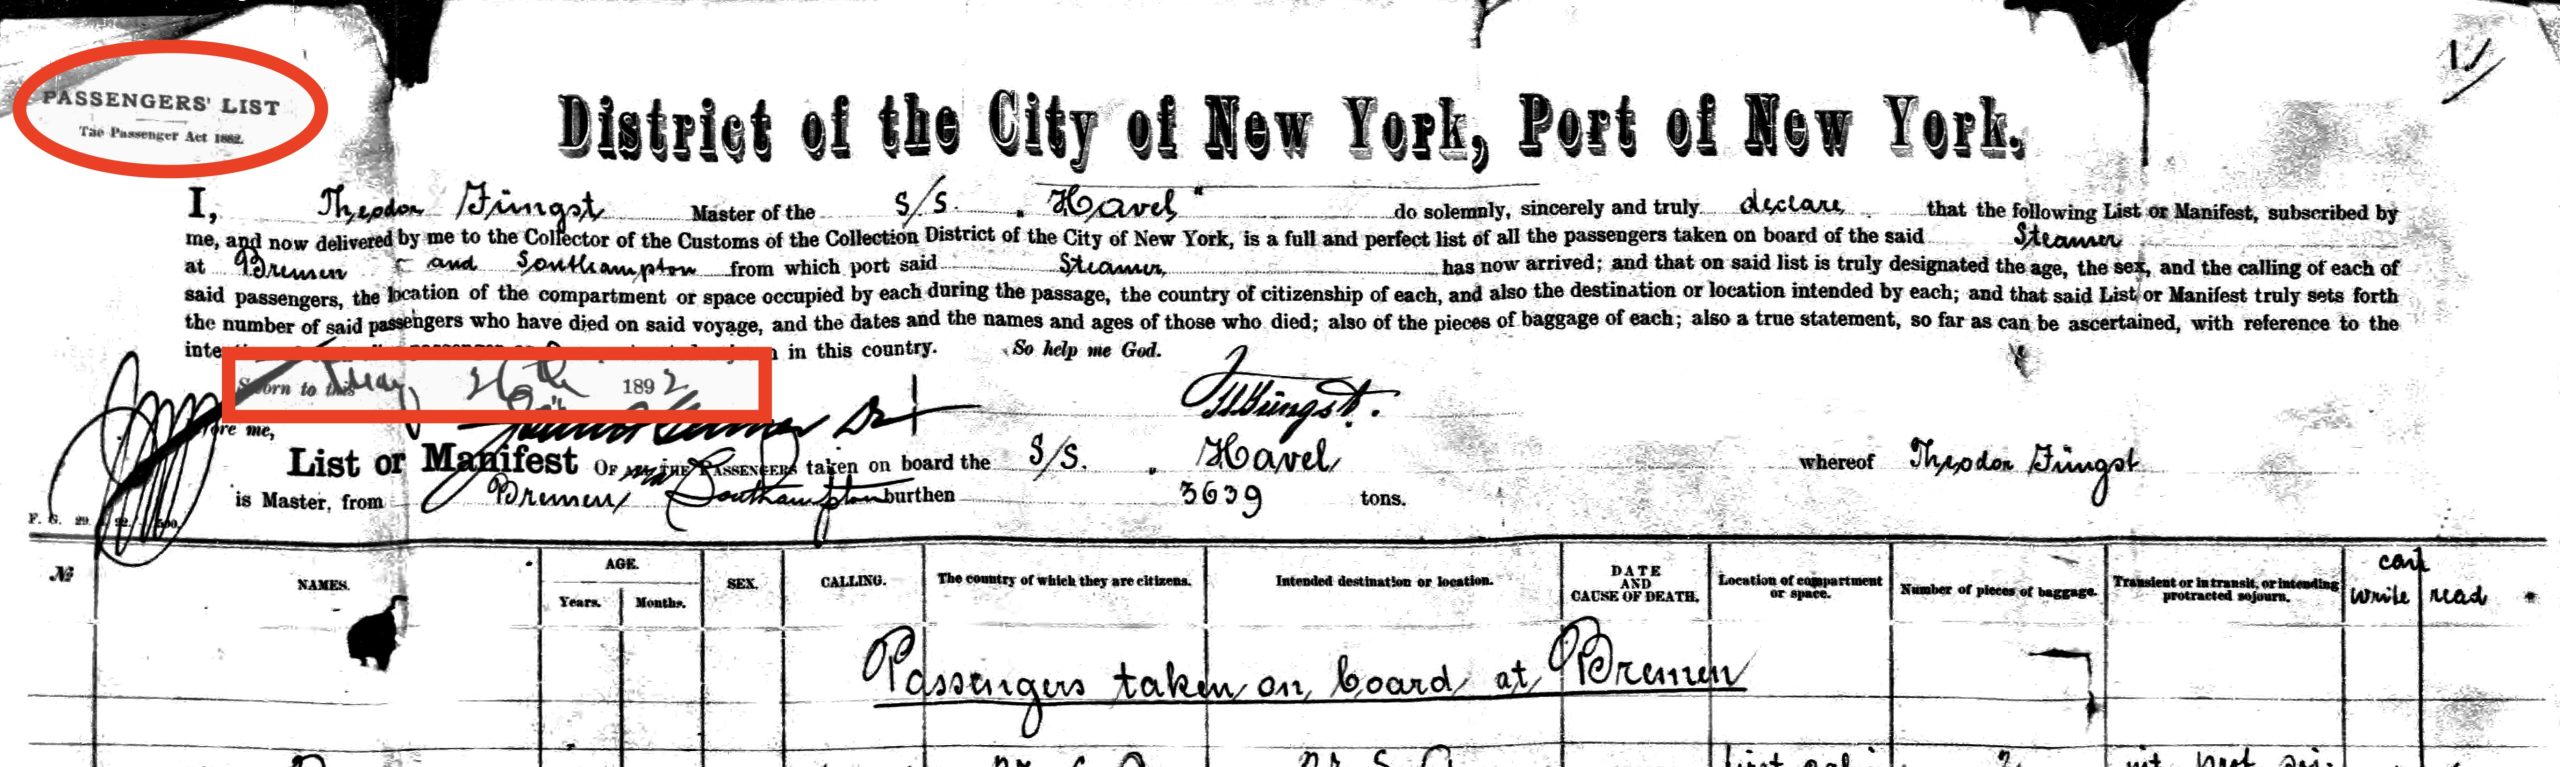 PASSENGERS' LIST
The Passenger Act 1882.
District of the City of New York, Port of New York.
I, Theodor Jüngst Master of the S/S. „Havel" do solemnly, sincerely and truly declare that the following List or Manifest, subscribed by
me, and now delivered by me to the Collector of the Customs of the Collection District of the City of New York, is a full and perfect list of all the passengers taken on board of the said Steamer
at Bremen and Southampton from which port said Steamer has now arrived; and that on said list is truly designated the age, the sex, and the calling of each of
said passengers, the location of the compartment or space occupied by each during the passage, the country of citizenship of each, and also the destination or location intended by each; and that said List or Manifest truly sets forth
the number of said passengers who have died on said voyage, and the dates and the names and ages of those who died; also of the pieces of baggage of each; also a true statement, so far as can be ascertained, with reference to the
in this country. So help me God.
Sworn to this May 26th 1892
Th Jüngst.
me,
List or Manifest OF THE PASSENGERS taken on board the S/S. „Havel whereof Theodor Jüngst
is Master, from Bremen, Southampton burthen 3639 tons.
№ NAMES. AGE. Years. Months. SEX. CALLING. The country of which they are citizens. Intended destination or location. DATE AND CAUSE OF DEATH. Location of compartment or space. Number of pieces of baggage. Transient or in transit, or intending protracted sojourn. can write read
Passengers taken on board at Bremen